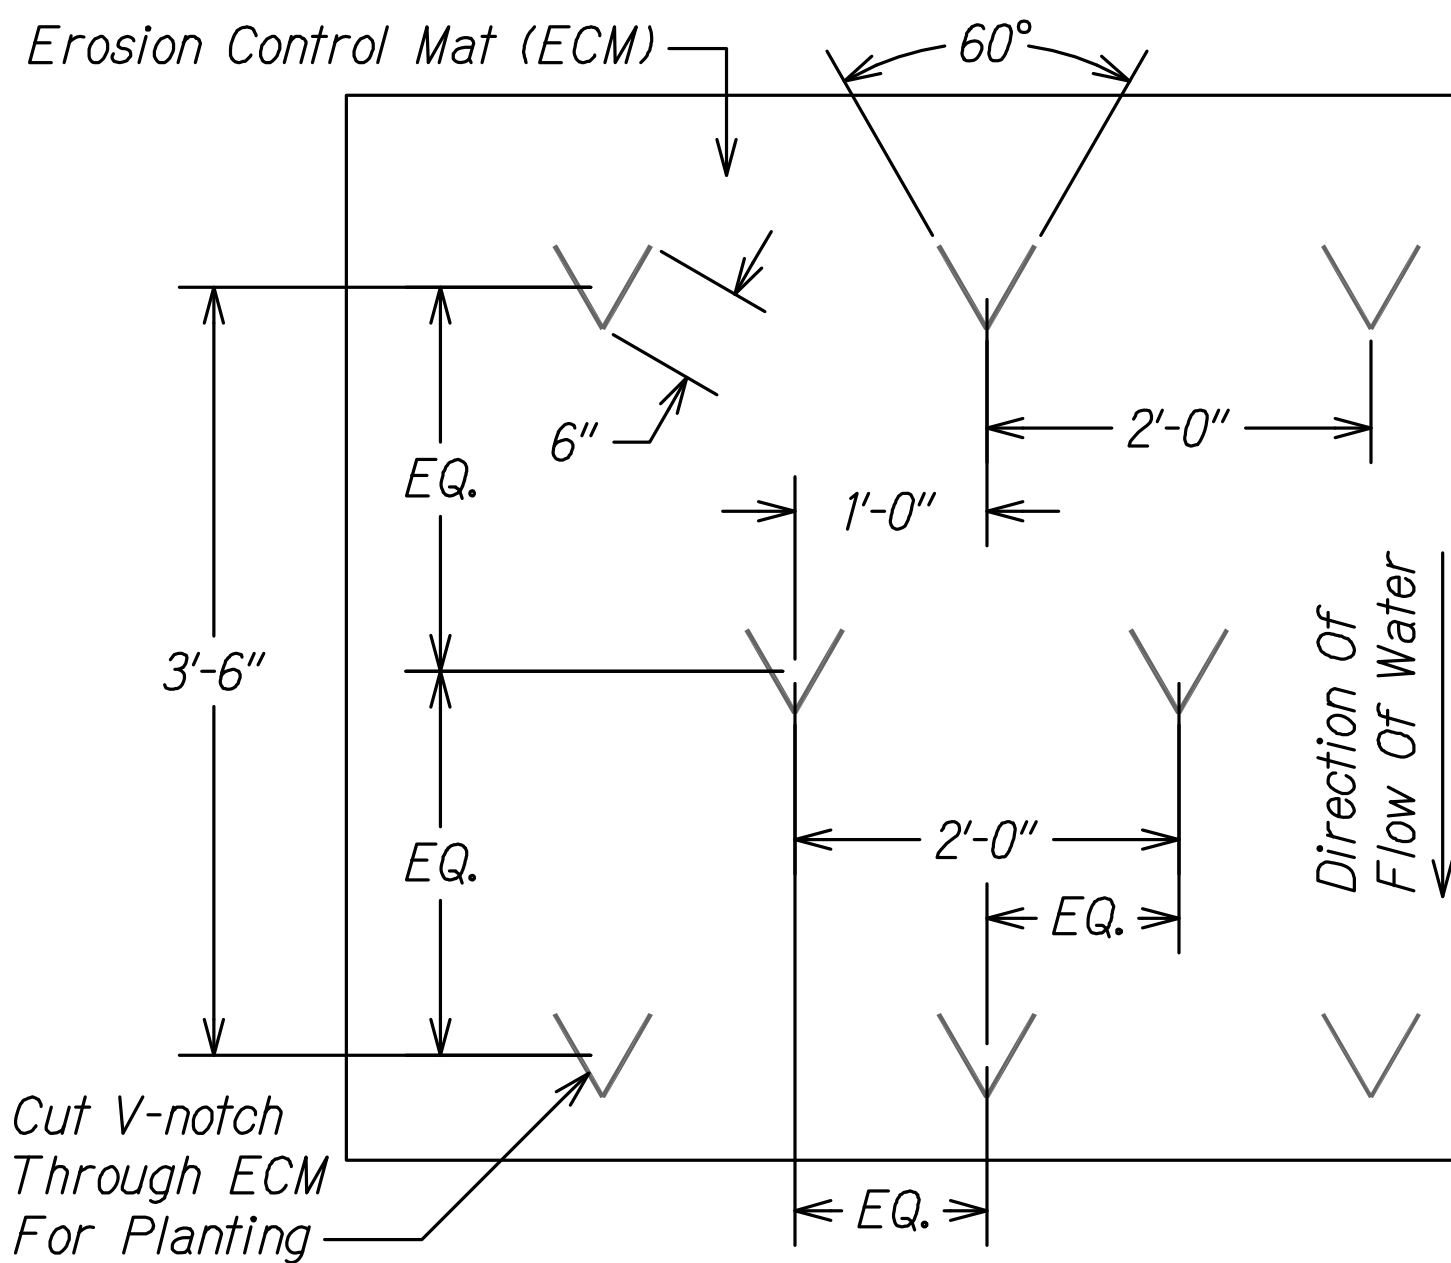 Erosion Control Mat (ECM)
60°
6"
2'-0"
EQ.
1'-0"
3'-6"
Direction Of
Flow Of Water
2'-0"
EQ.
EQ.
Cut V-notch
Through ECM
For Planting
EQ.